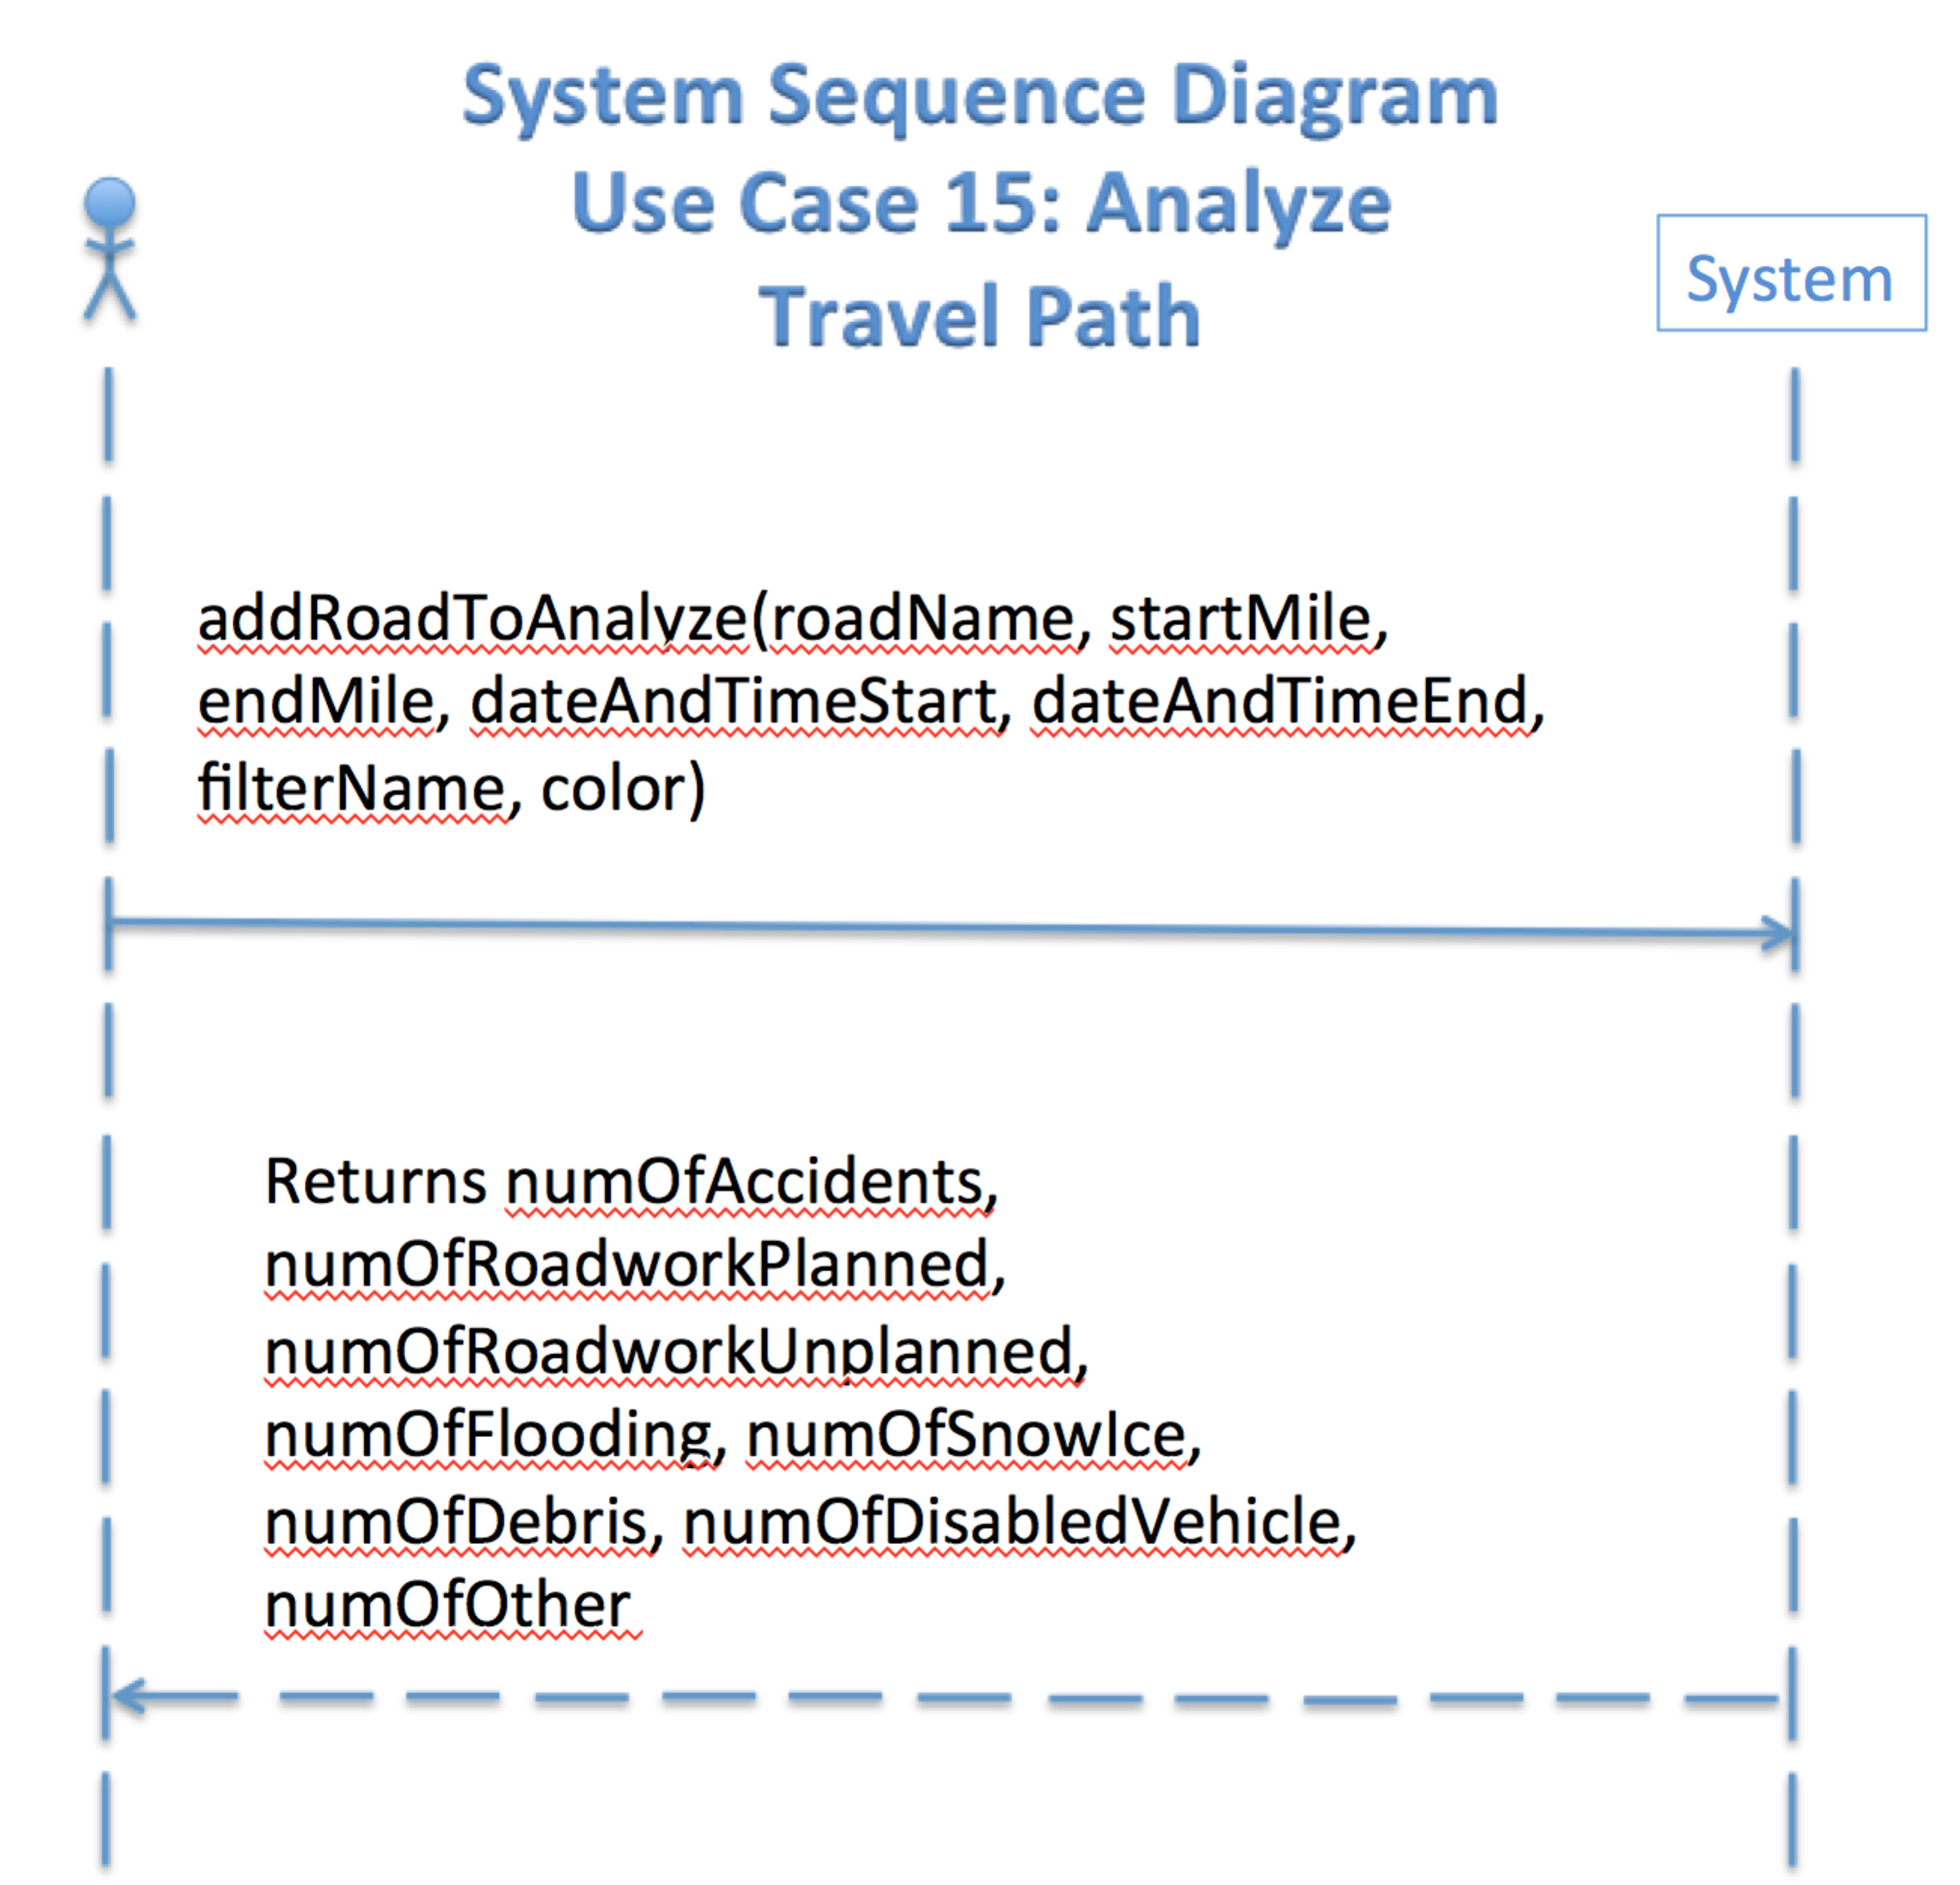 System Sequence Diagram
Use Case 15: Analyze
Travel Path
System
addRoadToAnalyze(roadName, startMile,
endMile, dateAndTimeStart, dateAndTimeEnd,
filterName, color)
Returns numOfAccidents,
numOfRoadworkPlanned,
numOfRoadworkUnplanned,
numOfFlooding, numOfSnowIce,
numOfDebris, numOfDisabledVehicle,
numOfOther